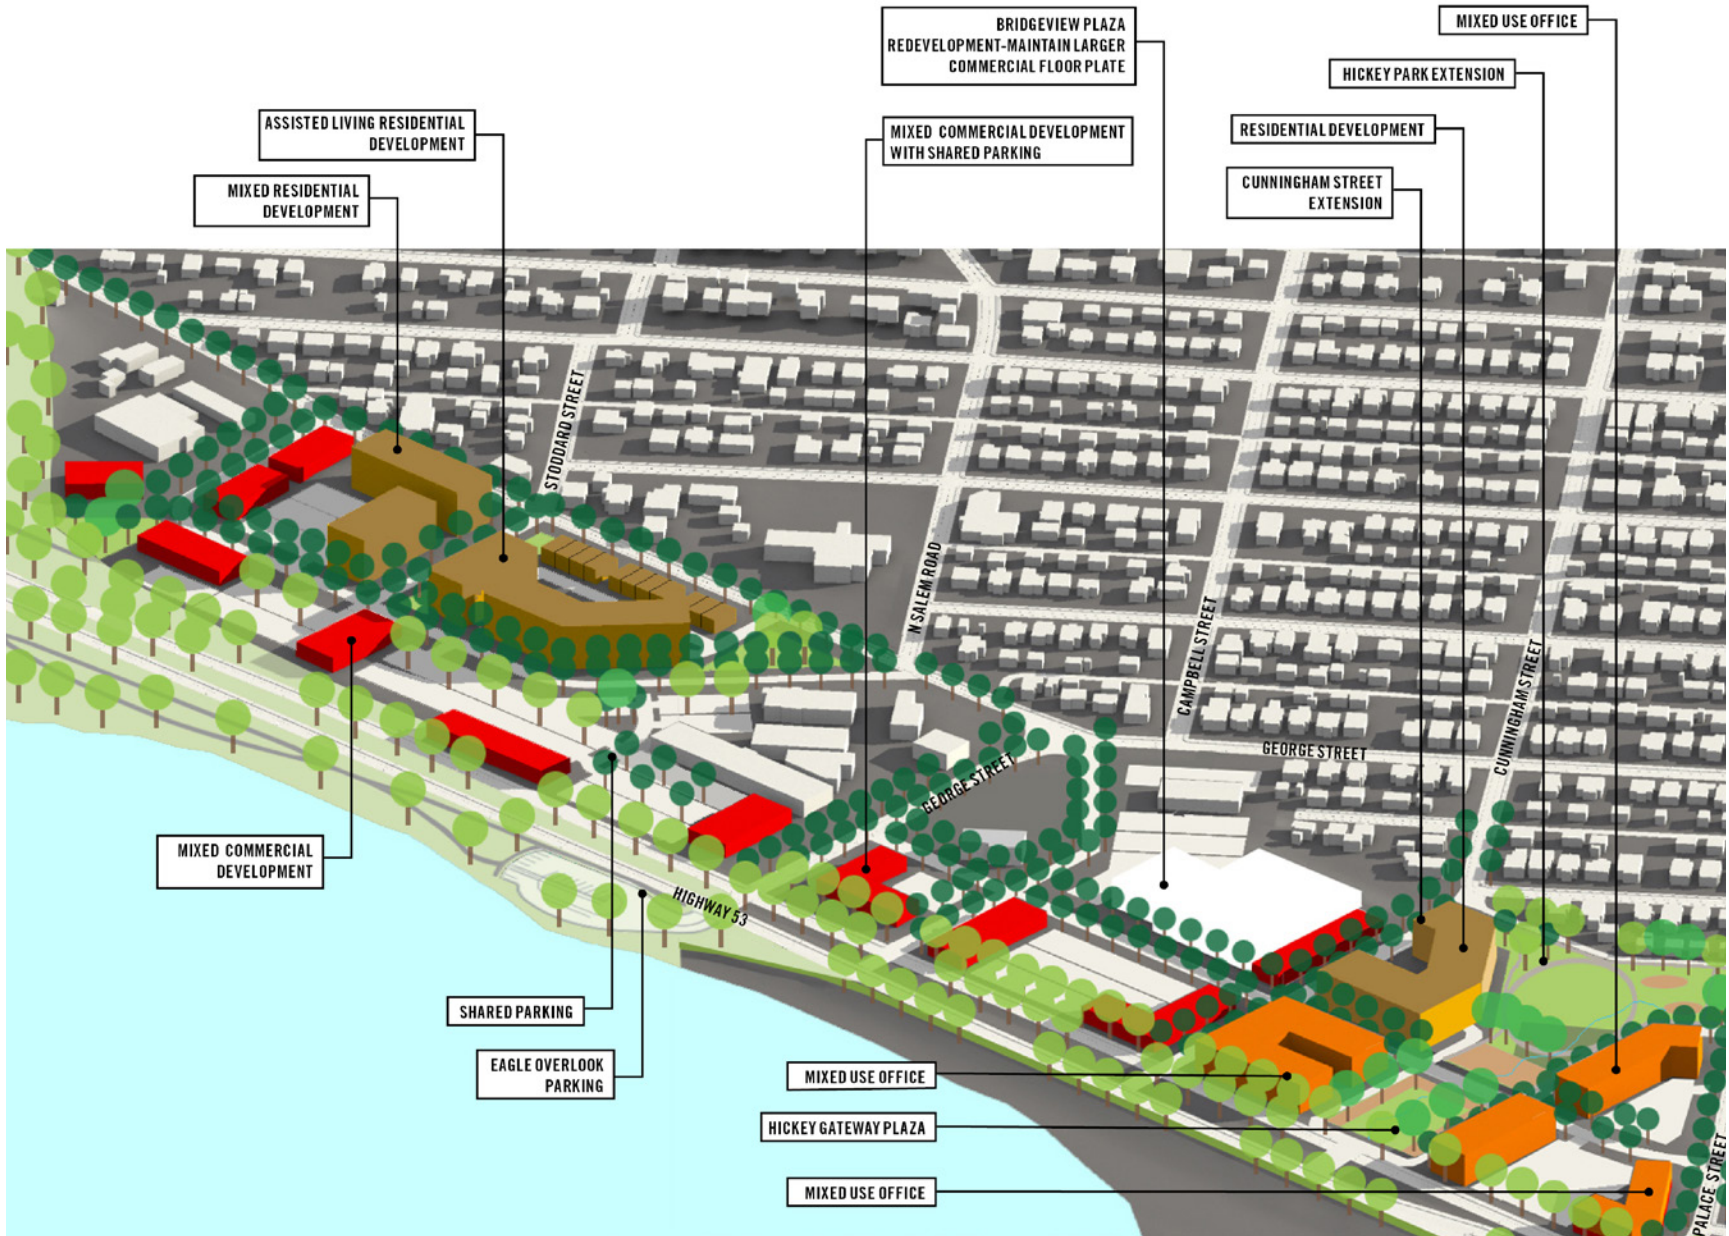 BRIDGEVIEW PLAZA
REDEVELOPMENT-MAINTAIN LARGER
COMMERCIAL FLOOR PLATE
MIXED USE OFFICE
HICKEY PARK EXTENSION
ASSISTED LIVING RESIDENTIAL
DEVELOPMENT
MIXED COMMERCIAL DEVELOPMENT
WITH SHARED PARKING
RESIDENTIAL DEVELOPMENT
MIXED RESIDENTIAL
DEVELOPMENT
CUNNINGHAM STREET
EXTENSION
STODDARD STREET
N SALEM ROAD
CAMPBELL STREET
CUNNINGHAM STREET
GEORGE STREET
GEORGE STREET
MIXED COMMERCIAL
DEVELOPMENT
HIGHWAY 53
SHARED PARKING
EAGLE OVERLOOK
PARKING
MIXED USE OFFICE
HICKEY GATEWAY PLAZA
MIXED USE OFFICE
PALACE STREET